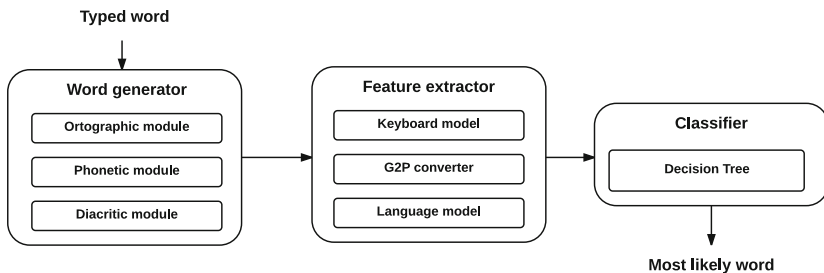 Typed word
Word generator
Ortographic module
Phonetic module
Diacritic module
Feature extractor
Keyboard model
G2P converter
Language model
Classifier
Decision Tree
Most likely word